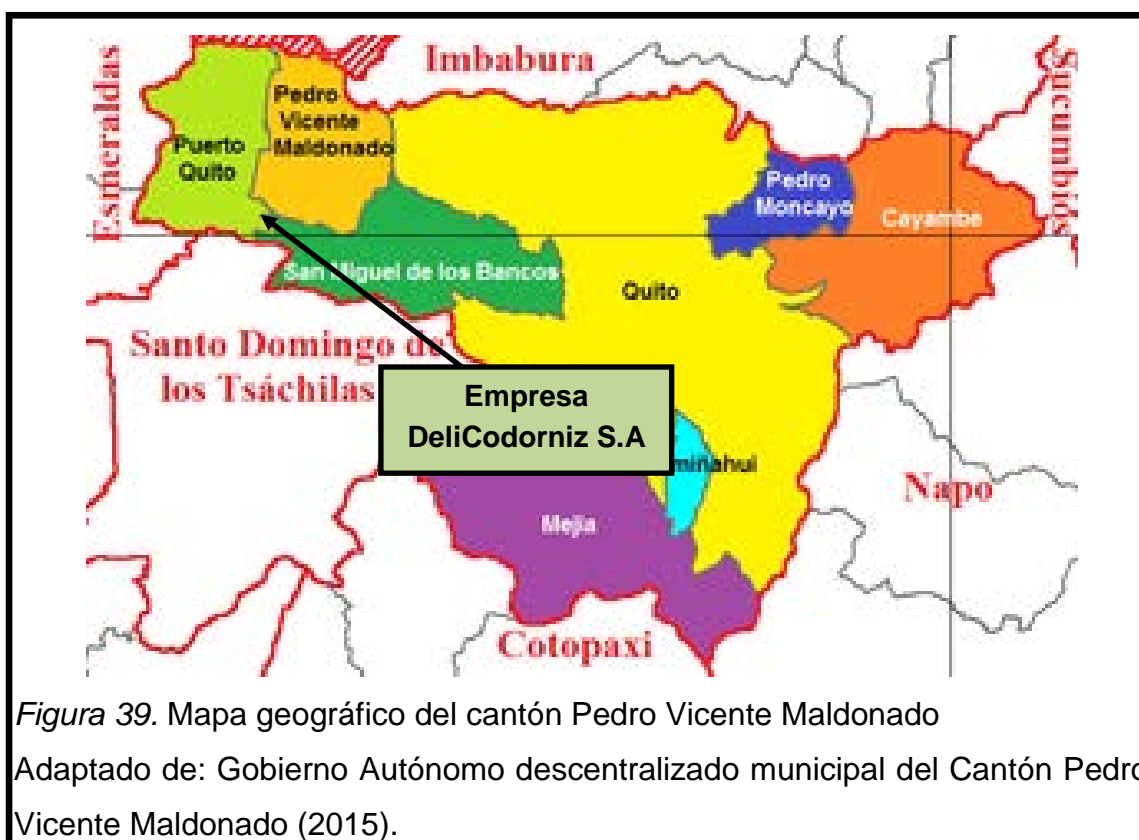 Imbabura
Esmeraldas
Sucumbíos
Pedro
Vicente
Maldonado
Puerto
Quito
Pedro
Moncayo
Cayambe
San Miguel de los Bancos
Quito
Santo Domingo de
los Tsáchilas
Empresa
DeliCodorniz S.A
miñahui
Napo
Mejia
Cotopaxi
Figura 39. Mapa geográfico del cantón Pedro Vicente Maldonado
Adaptado de: Gobierno Autónomo descentralizado municipal del Cantón Pedro
Vicente Maldonado (2015).